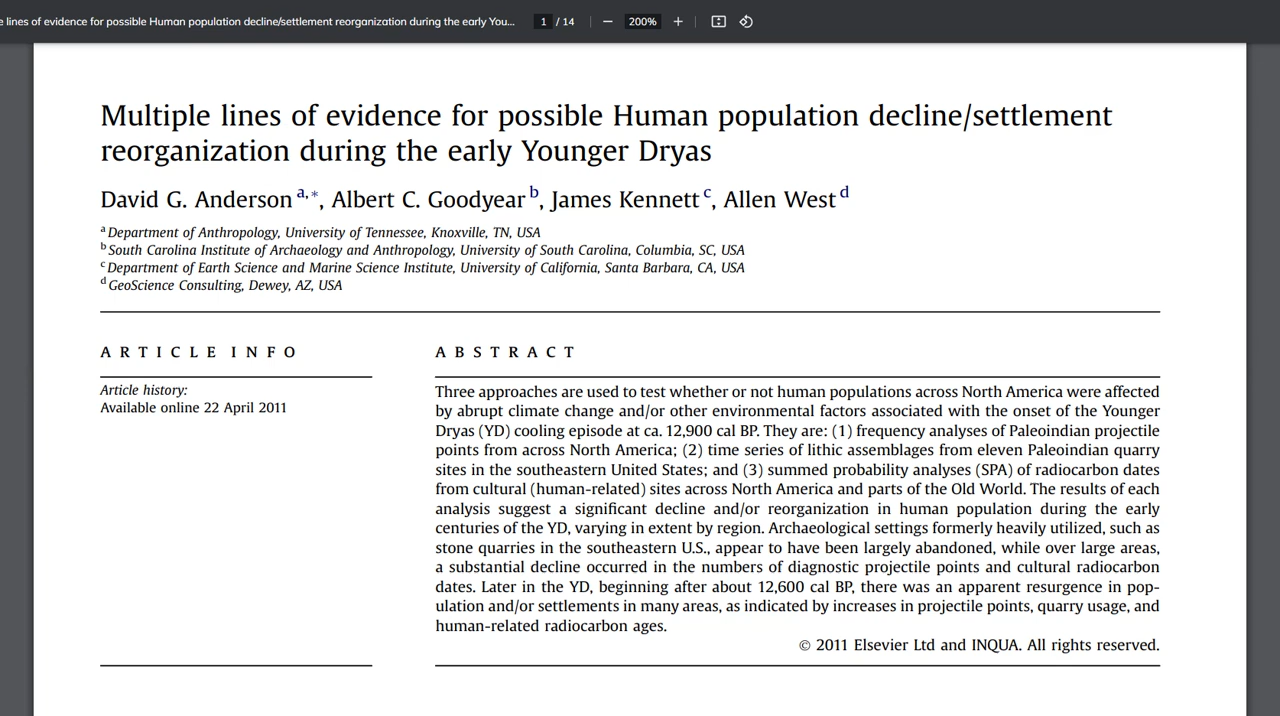 e lines of evidence for possible Human population decline/settlement reorganization during the early You... 1 / 14 200%
Multiple lines of evidence for possible Human population decline/settlement
reorganization during the early Younger Dryas
David G. Anderson a,*, Albert C. Goodyear b, James Kennett c, Allen West d
a Department of Anthropology, University of Tennessee, Knoxville, TN, USA
b South Carolina Institute of Archaeology and Anthropology, University of South Carolina, Columbia, SC, USA
c Department of Earth Science and Marine Science Institute, University of California, Santa Barbara, CA, USA
d GeoScience Consulting, Dewey, AZ, USA
ARTICLE INFO
Article history:
Available online 22 April 2011
ABSTRACT
Three approaches are used to test whether or not human populations across North America were affected
by abrupt climate change and/or other environmental factors associated with the onset of the Younger
Dryas (YD) cooling episode at ca. 12,900 cal BP. They are: (1) frequency analyses of Paleoindian projectile
points from across North America; (2) time series of lithic assemblages from eleven Paleoindian quarry
sites in the southeastern United States; and (3) summed probability analyses (SPA) of radiocarbon dates
from cultural (human-related) sites across North America and parts of the Old World. The results of each
analysis suggest a significant decline and/or reorganization in human population during the early
centuries of the YD, varying in extent by region. Archaeological settings formerly heavily utilized, such as
stone quarries in the southeastern U.S., appear to have been largely abandoned, while over large areas,
a substantial decline occurred in the numbers of diagnostic projectile points and cultural radiocarbon
dates. Later in the YD, beginning after about 12,600 cal BP, there was an apparent resurgence in pop-
ulation and/or settlements in many areas, as indicated by increases in projectile points, quarry usage, and
human-related radiocarbon ages.
© 2011 Elsevier Ltd and INQUA. All rights reserved.